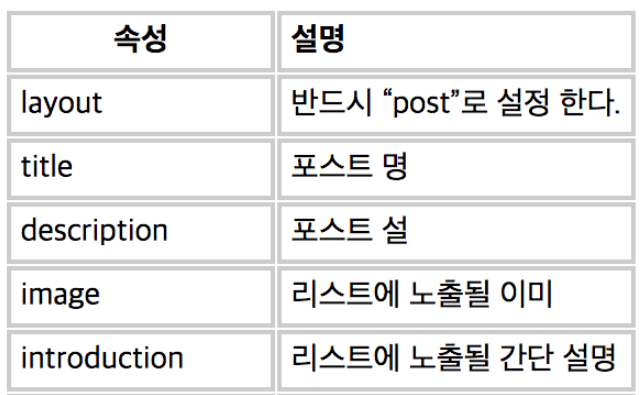 속성 설명
layout 반드시 “post”로 설정 한다.
title 포스트 명
description 포스트 설
image 리스트에 노출될 이미
introduction 리스트에 노출될 간단 설명